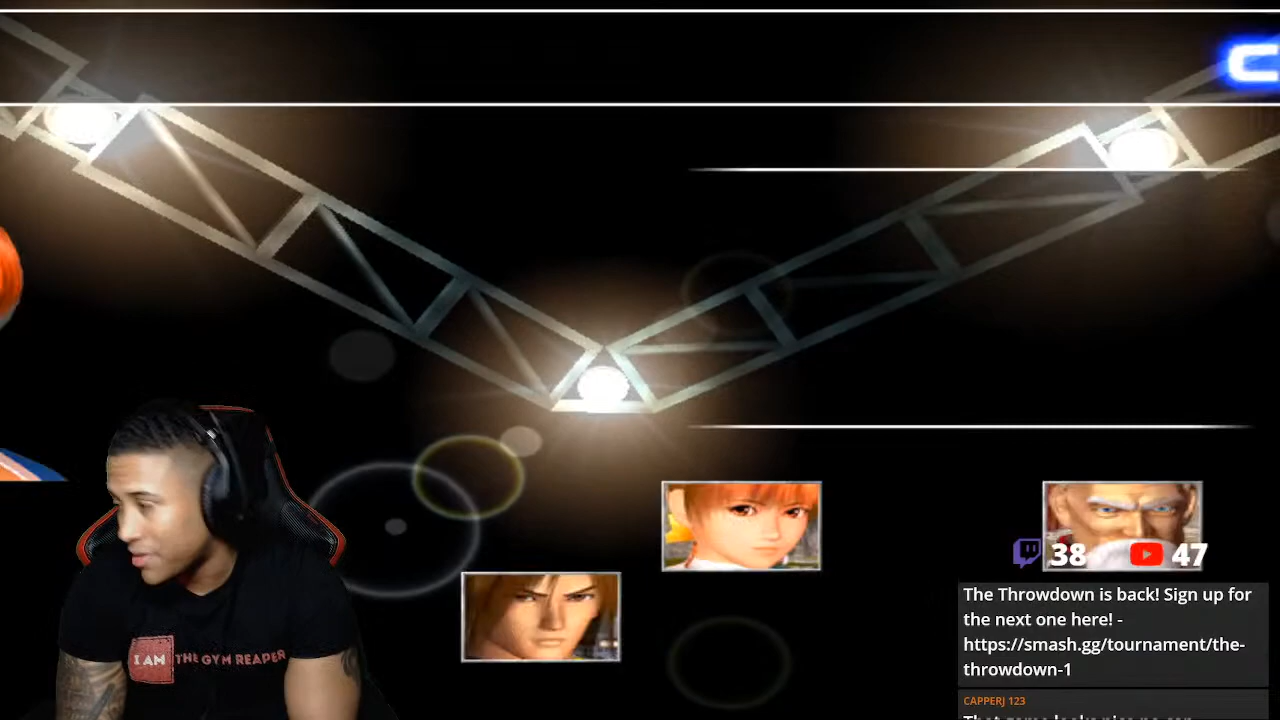 C
38
47
I AM THE GYM REAPER
The Throwdown is back! Sign up for
the next one here! -
https://smash.gg/tournament/the-
throwdown-1
CAPPERJ 123